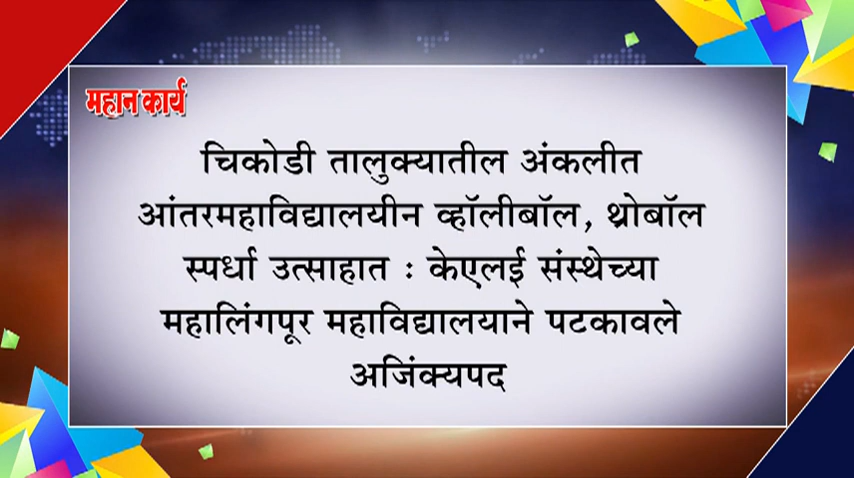 महान कार्य
चिकोडी तालुक्यातील अंकलीत
आंतरमहाविद्यालयीन व्हॉलीबॉल, थ्रोबॉल
स्पर्धा उत्साहात : केएलई संस्थेच्या
महालिंगपूर महाविद्यालयाने पटकावले
अजिंक्यपद